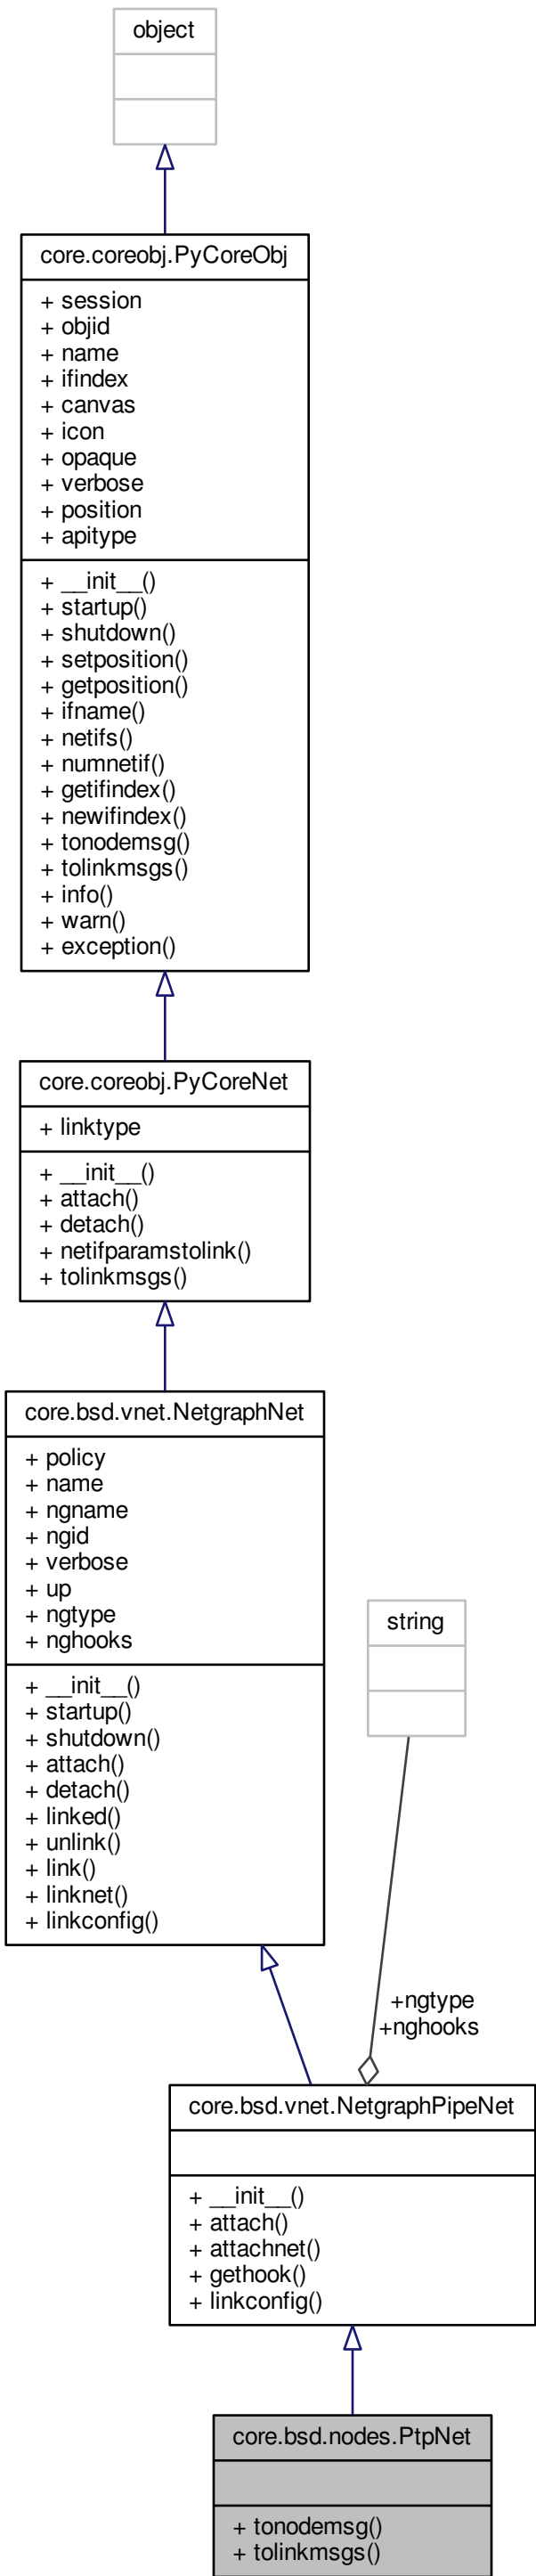 object
core.coreobj.PyCoreObj
+ session
+ objid
+ name
+ ifindex
+ canvas
+ icon
+ opaque
+ verbose
+ position
+ apitype
+ __init__()
+ startup()
+ shutdown()
+ setposition()
+ getposition()
+ ifname()
+ netifs()
+ numnetif()
+ getifindex()
+ newifindex()
+ tonodemsg()
+ tolinkmsgs()
+ info()
+ warn()
+ exception()
core.coreobj.PyCoreNet
+ linktype
+ __init__()
+ attach()
+ detach()
+ netifparamstolink()
+ tolinkmsgs()
core.bsd.vnet.NetgraphNet
+ policy
+ name
+ ngname
+ ngid
+ verbose
+ up
+ ngtype
+ nghooks
+ __init__()
+ startup()
+ shutdown()
+ attach()
+ detach()
+ linked()
+ unlink()
+ link()
+ linknet()
+ linkconfig()
string
+ngtype
+nghooks
core.bsd.vnet.NetgraphPipeNet
+ __init__()
+ attach()
+ attachnet()
+ gethook()
+ linkconfig()
core.bsd.nodes.PtpNet
+ tonodemsg()
+ tolinkmsgs()